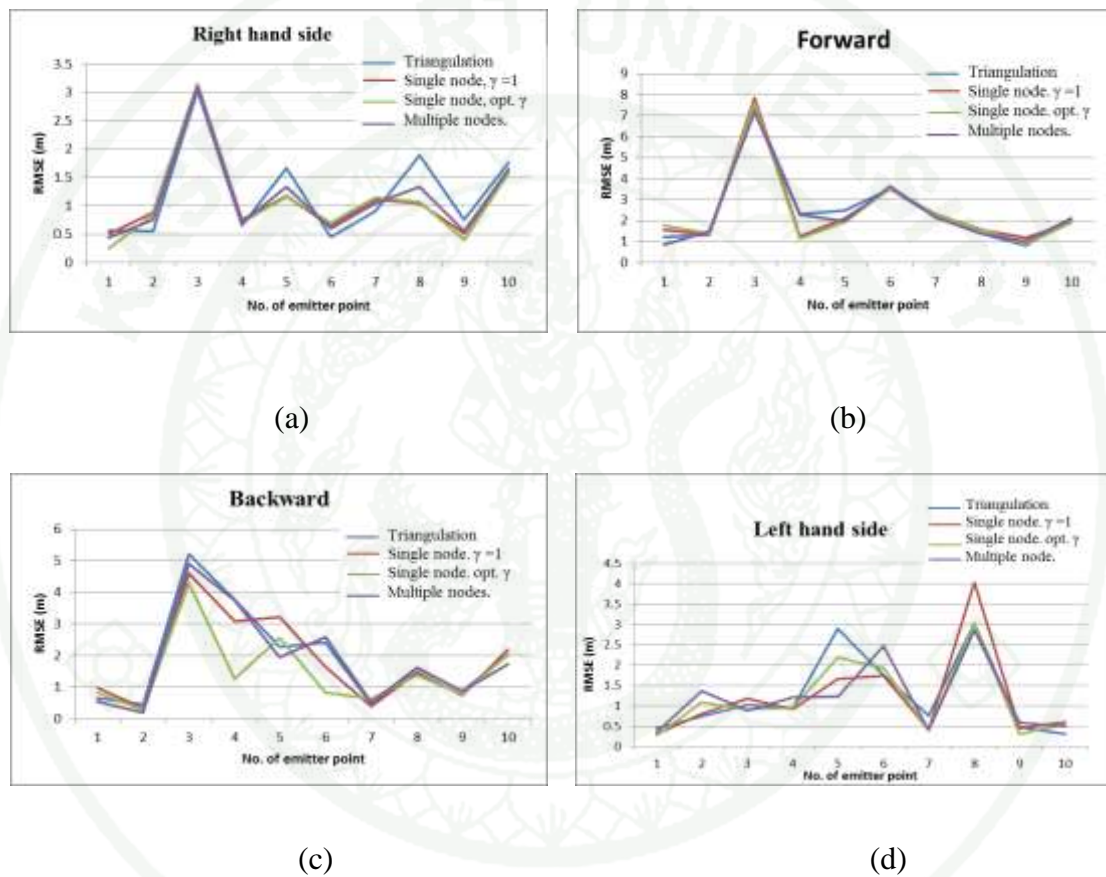 Right hand side
3.5
3
2.5
2
1.5
1
0.5
0
RMSE (m)
1 2 3 4 5 6 7 8 9 10
No. of emitter point
Triangulation
Single node, γ =1
Single node, opt. γ
Multiple nodes.
(a)
Forward
9
8
7
6
5
4
3
2
1
0
RMSE (m)
1 2 3 4 5 6 7 8 9 10
No. of emitter point
Triangulation
Single node. γ =1
Single node. opt. γ
Multiple nodes.
(b)
Backward
6
5
4
3
2
1
0
RMSE (m)
1 2 3 4 5 6 7 8 9 10
No. of emitter point
Triangulation
Single node. γ =1
Single node. opt. γ
Multiple nodes.
(c)
Left hand side
4.5
4
3.5
3
2.5
2
1.5
1
0.5
0
RMSE (m)
1 2 3 4 5 6 7 8 9 10
No. of emitter point
Triangulation
Single node. γ =1
Single node. opt. γ
Multiple node.
(d)
KASETSART UNIVERSITY